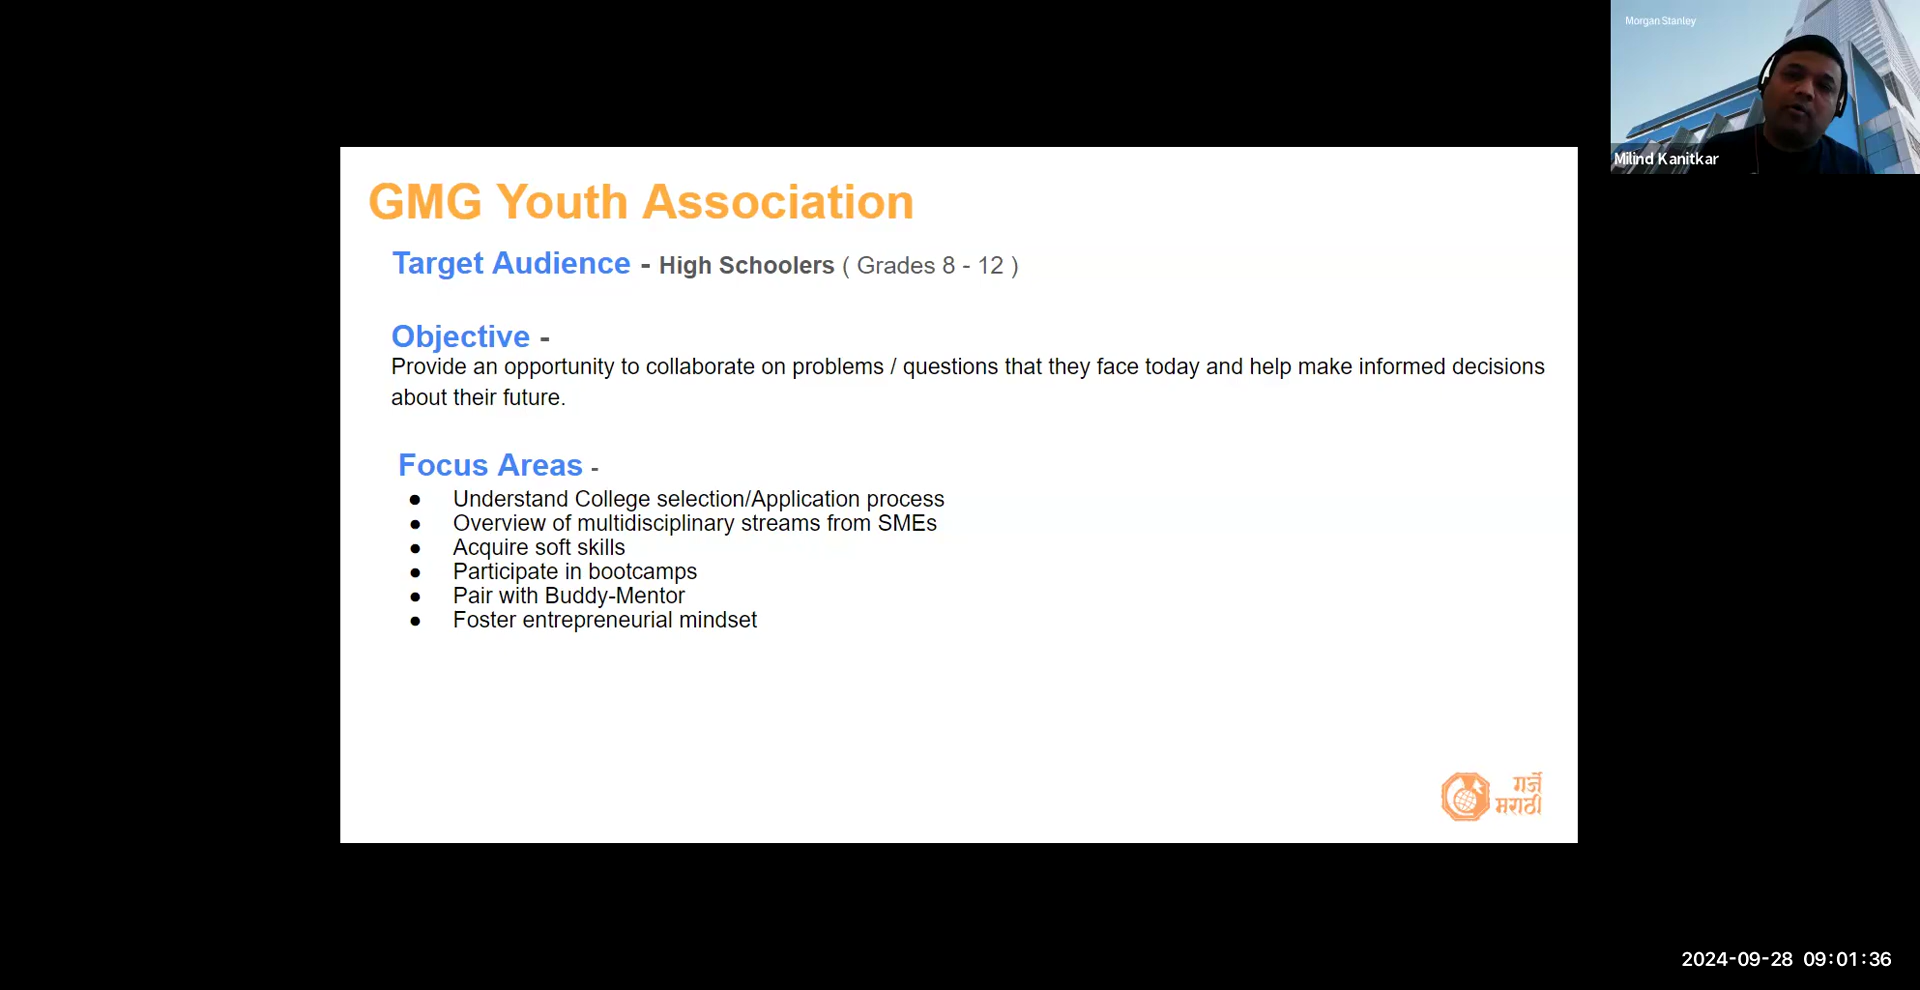 Morgan Stanley
Milind Kanitkar
GMG Youth Association
Target Audience - High Schoolers ( Grades 8 - 12 )
Objective -
Provide an opportunity to collaborate on problems / questions that they face today and help make informed decisions
about their future.
Focus Areas -
● Understand College selection/Application process
● Overview of multidisciplinary streams from SMEs
● Acquire soft skills
● Participate in bootcamps
● Pair with Buddy-Mentor
● Foster entrepreneurial mindset
गर्जे
मराठी
2024-09-28 09:01:36